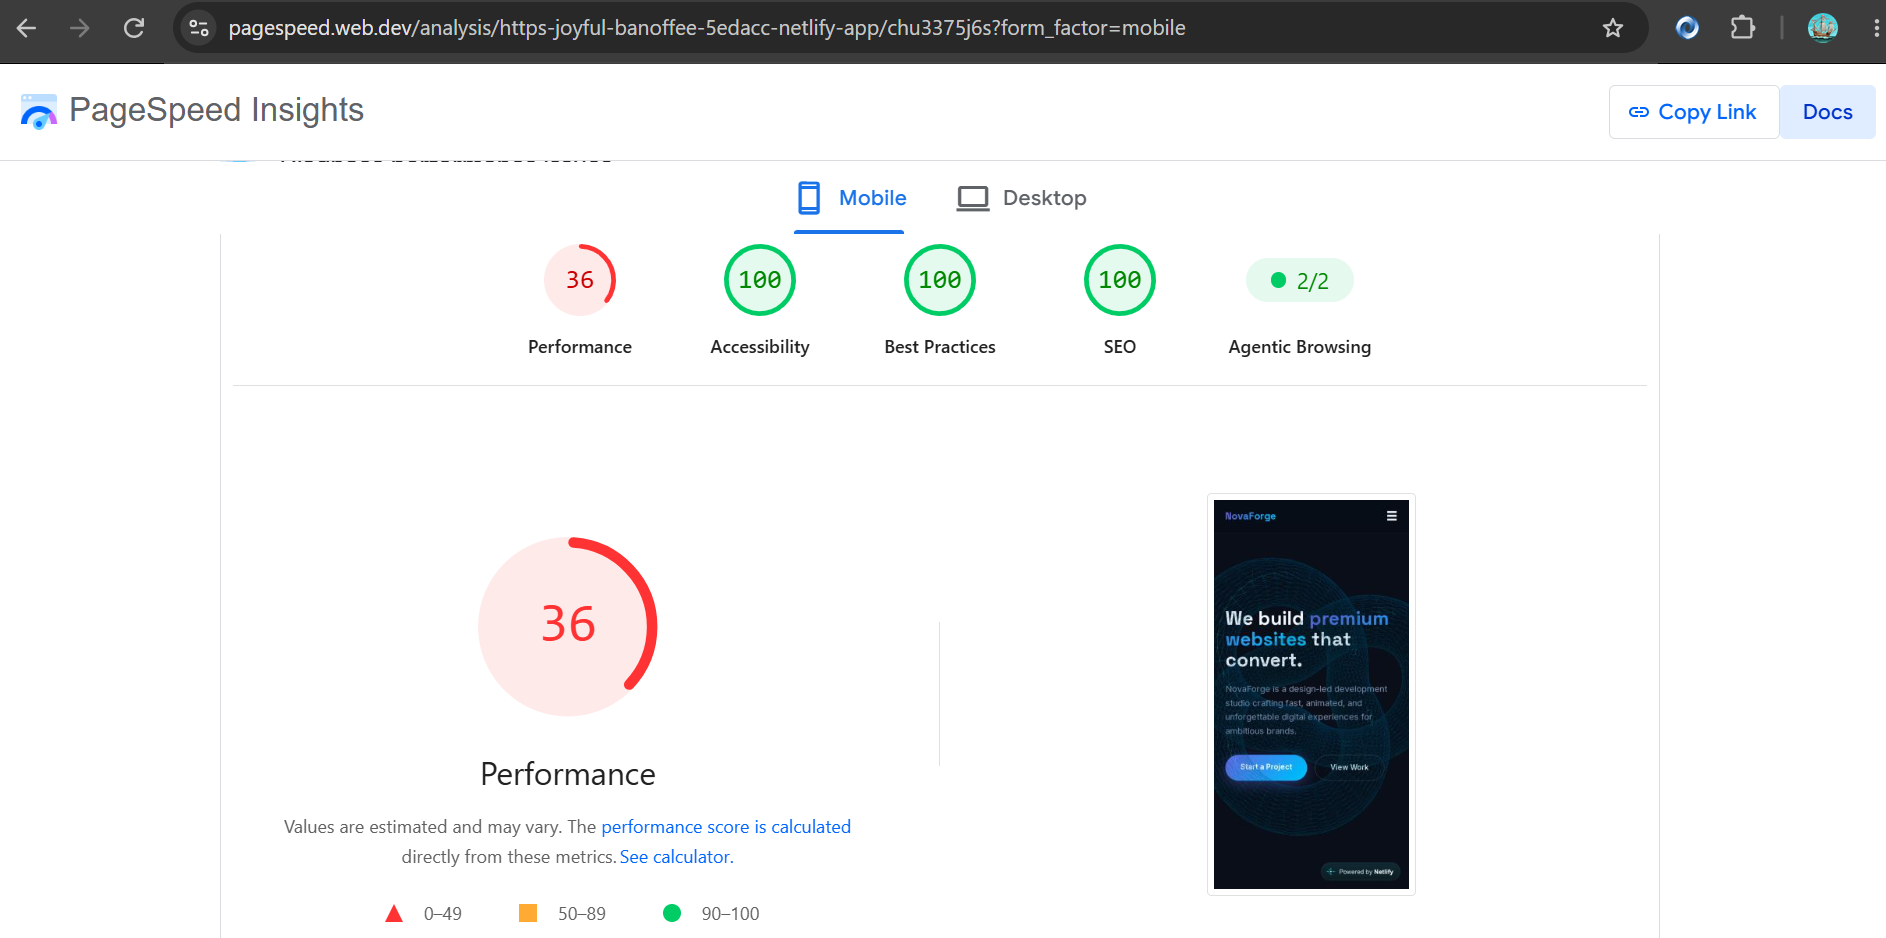 pagespeed.web.dev/analysis/https-joyful-banoffee-5edacc-netlify-app/chu3375j6s?form_factor=mobile
PageSpeed Insights
Copy Link
Docs
Mobile
Desktop
36
100
100
100
2/2
Performance
Accessibility
Best Practices
SEO
Agentic Browsing
36
Performance
Values are estimated and may vary. The performance score is calculated
directly from these metrics. See calculator.
0–49
50–89
90–100
NovaForge
We build premium
websites that
convert.
NovaForge is a design-led development
studio crafting fast, animated, and
unforgettable digital experiences for
ambitious brands.
Start a Project
View Work
Powered by Netlify